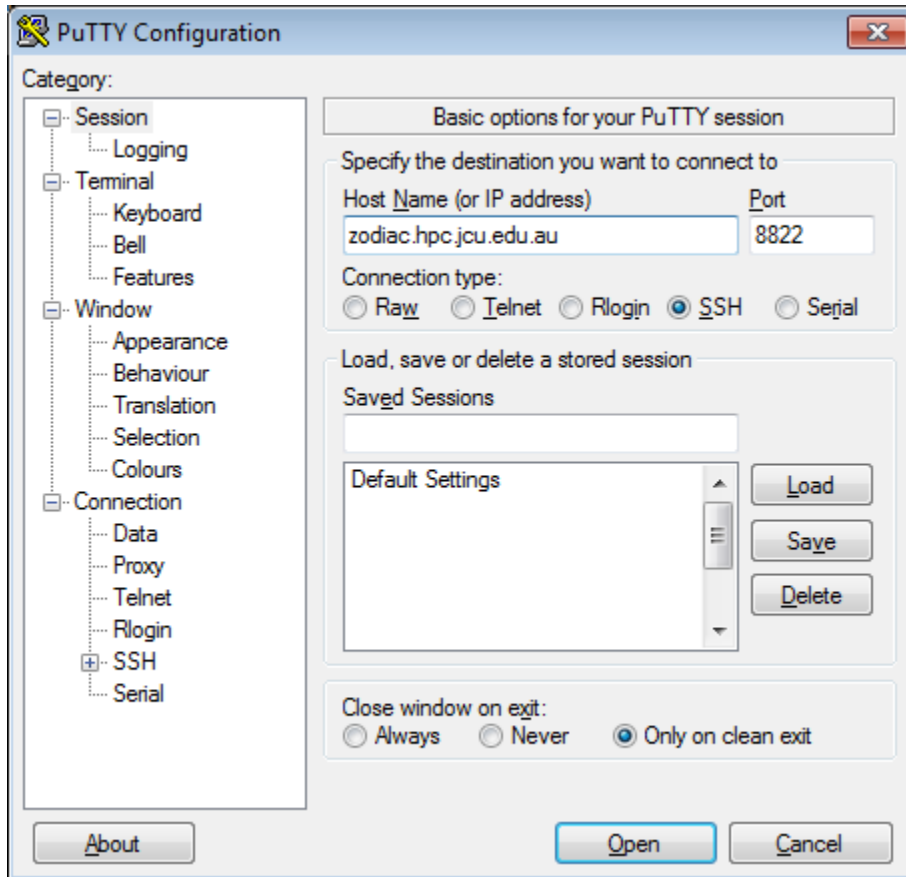 PuTTY Configuration
Category:
Session
Logging
Terminal
Keyboard
Bell
Features
Window
Appearance
Behaviour
Translation
Selection
Colours
Connection
Data
Proxy
Telnet
Rlogin
SSH
Serial
Basic options for your PuTTY session
Specify the destination you want to connect to
Host Name (or IP address) Port
zodiac.hpc.jcu.edu.au 8822
Connection type:
Raw Telnet Rlogin SSH Serial
Load, save or delete a stored session
Saved Sessions
Default Settings
Load
Save
Delete
Close window on exit:
Always Never Only on clean exit
About Open Cancel